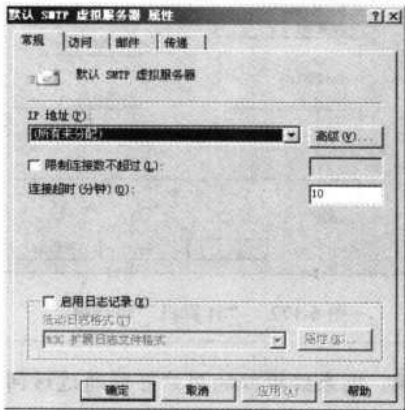 默认 SMTP 虚拟服务器 属性
常规 访问 邮件 传递
默认 SMTP 虚拟服务器
IP 地址(P):
(所有未分配)
高级(V)...
限制连接数不超过(L):
连接超时(分钟)(O):
10
启用日志记录(E)
活动日志格式(T)
W3C 扩展日志文件格式
属性(R)...
确定 取消 应用(A) 帮助